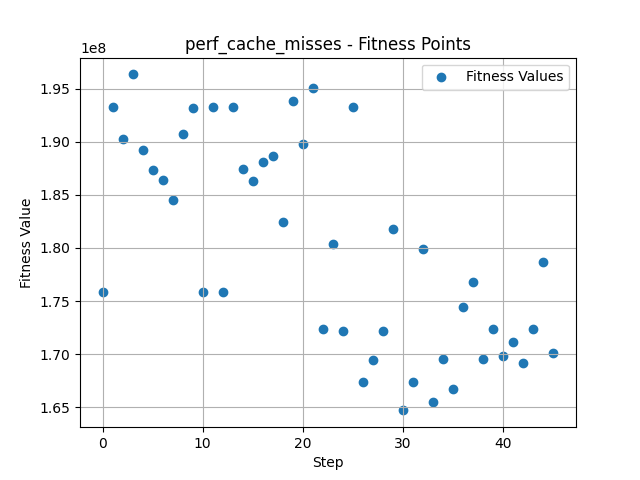 perf_cache_misses - Fitness Points
1e8
Fitness Values
1.95
1.90
1.85
1.80
1.75
1.70
1.65
Fitness Value
0 10 20 30 40
Step